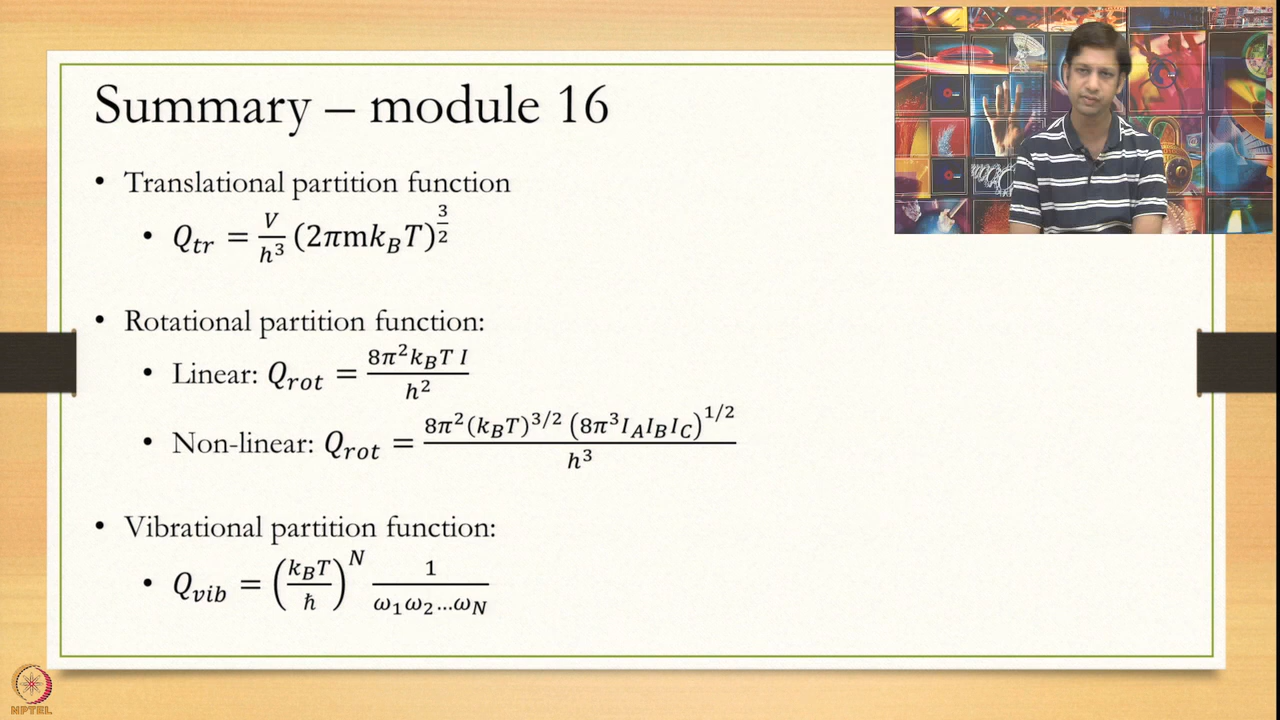 Summary – module 16
• Translational partition function
• Q_tr = V/h³ (2πmk_BT)^(3/2)
• Rotational partition function:
• Linear: Q_rot = 8π²k_BT I / h²
• Non-linear: Q_rot = 8π²(k_BT)^(3/2) (8π³I_AI_BI_C)^(1/2) / h³
• Vibrational partition function:
• Q_vib = (k_BT/ħ)^N 1/(ω₁ω₂…ω_N)
NPTEL